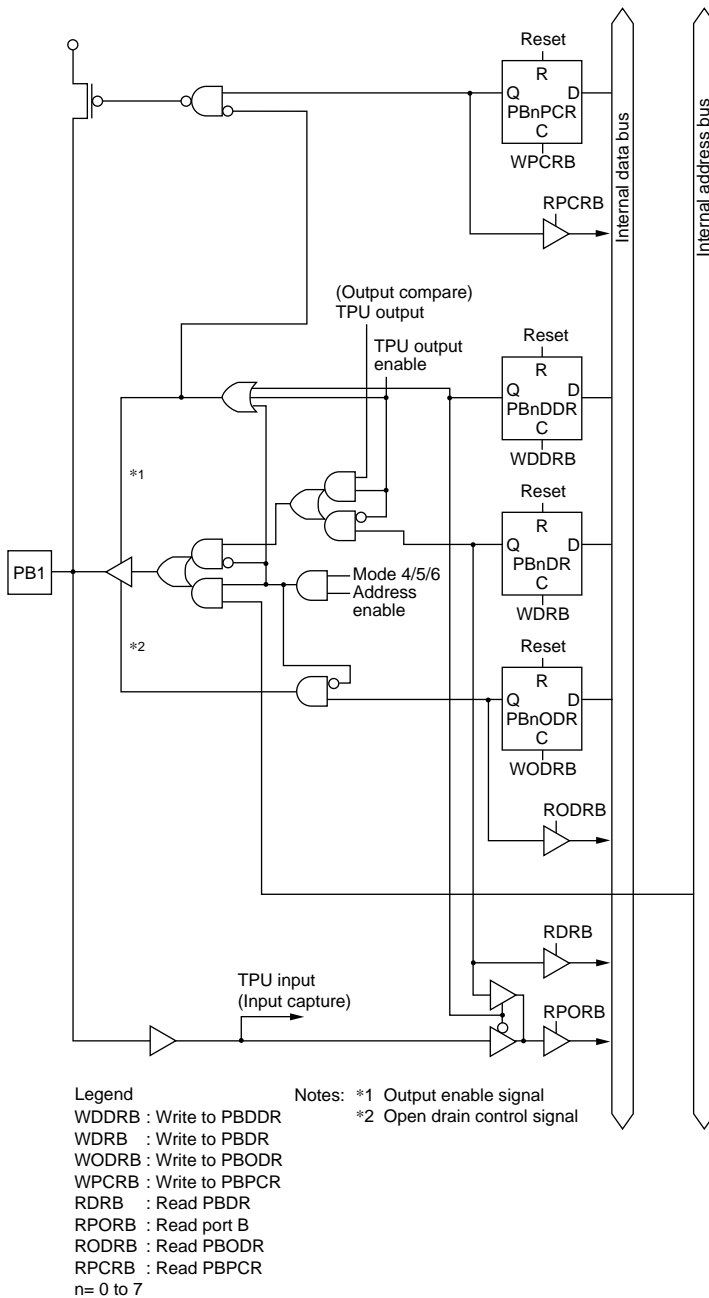 Reset
R
Q D
PBnPCR
C
WPCRB
RPCRB
Internal data bus
Internal address bus
(Output compare)
TPU output
TPU output
enable
Reset
R
Q D
PBnDDR
C
WDDRB
*1
Reset
R
Q D
PBnDR
C
WDRB
PB1
Mode 4/5/6
Address
enable
*2
Reset
R
Q D
PBnODR
C
WODRB
RODRB
RDRB
TPU input
(Input capture)
RPORB
Legend
WDDRB : Write to PBDDR
WDRB : Write to PBDR
WODRB : Write to PBODR
WPCRB : Write to PBPCR
RDRB : Read PBDR
RPORB : Read port B
RODRB : Read PBODR
RPCRB : Read PBPCR
n= 0 to 7
Notes: *1 Output enable signal
*2 Open drain control signal